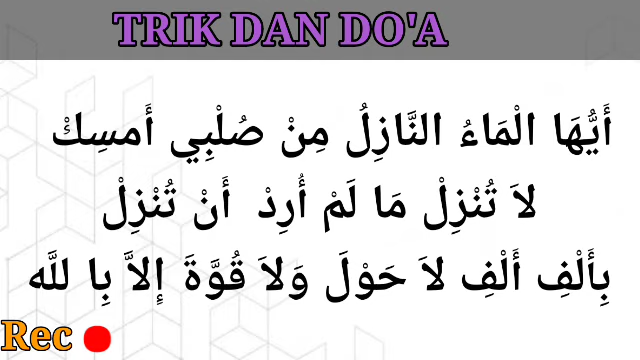 TRIK DAN DO'A
أَيُّهَا الْمَاءُ النَّازِلُ مِنْ صُلْبِي أَمسِكْ
لاَ تُنْزِلْ مَا لَمْ أُرِدْ أَنْ تُنْزِلْ
بِأَلْفِ أَلْفِ لاَ حَوْلَ وَلاَ قُوَّةَ إِلاَّ بِا للَّه
Rec